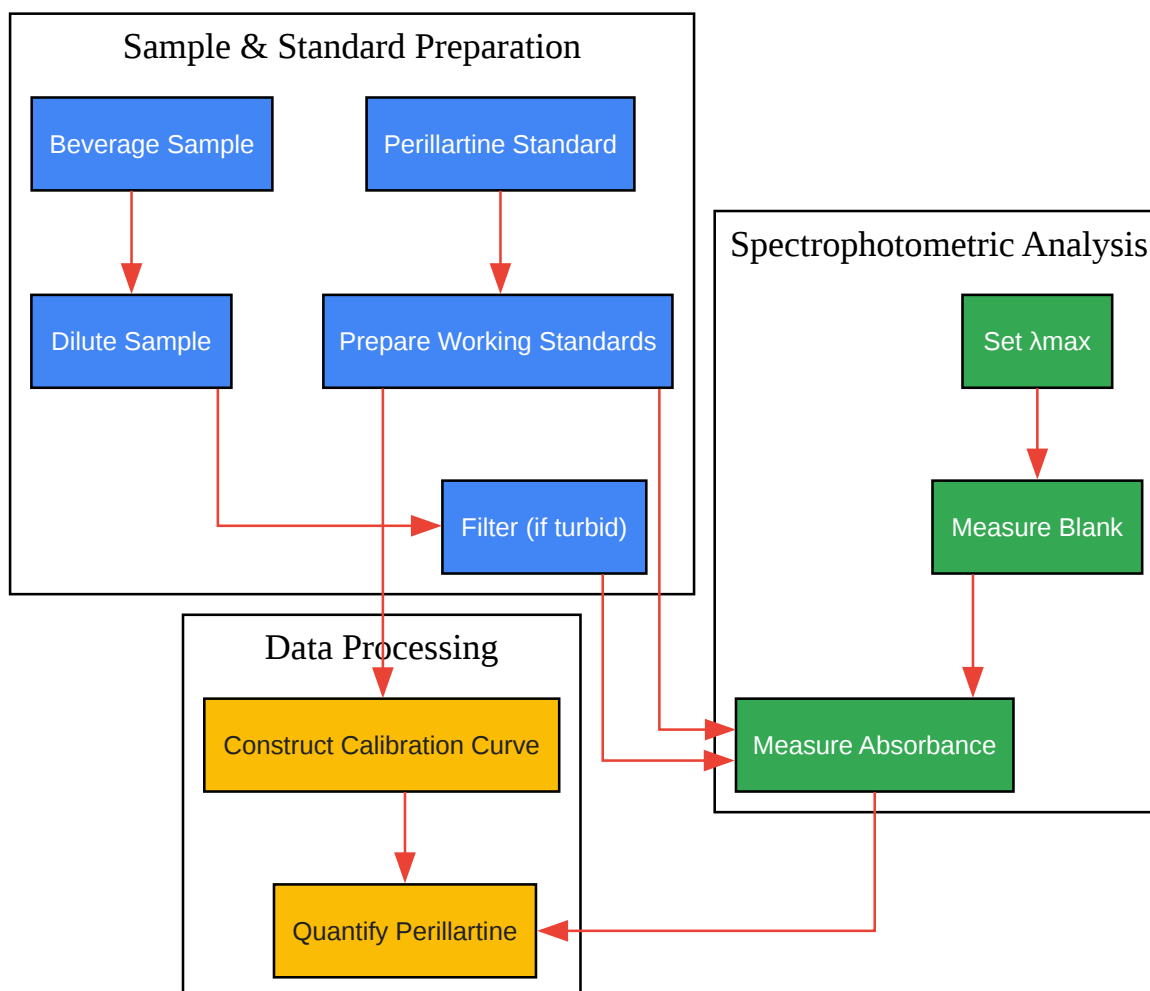 Sample & Standard Preparation
Beverage Sample
Perillartine Standard
Dilute Sample
Prepare Working Standards
Filter (if turbid)
Spectrophotometric Analysis
Set λmax
Measure Blank
Measure Absorbance
Data Processing
Construct Calibration Curve
Quantify Perillartine